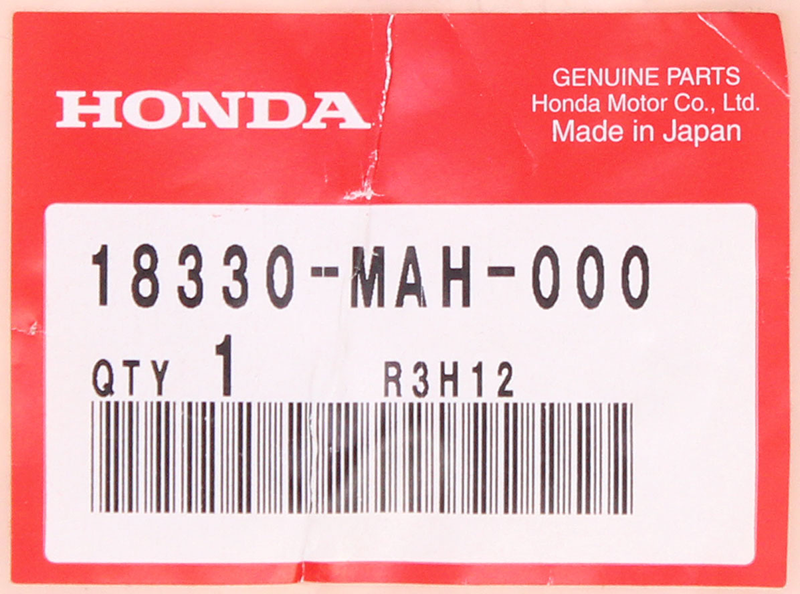 HONDA
GENUINE PARTS
Honda Motor Co., Ltd.
Made in Japan
18330-MAH-000
QTY 1 R3H12